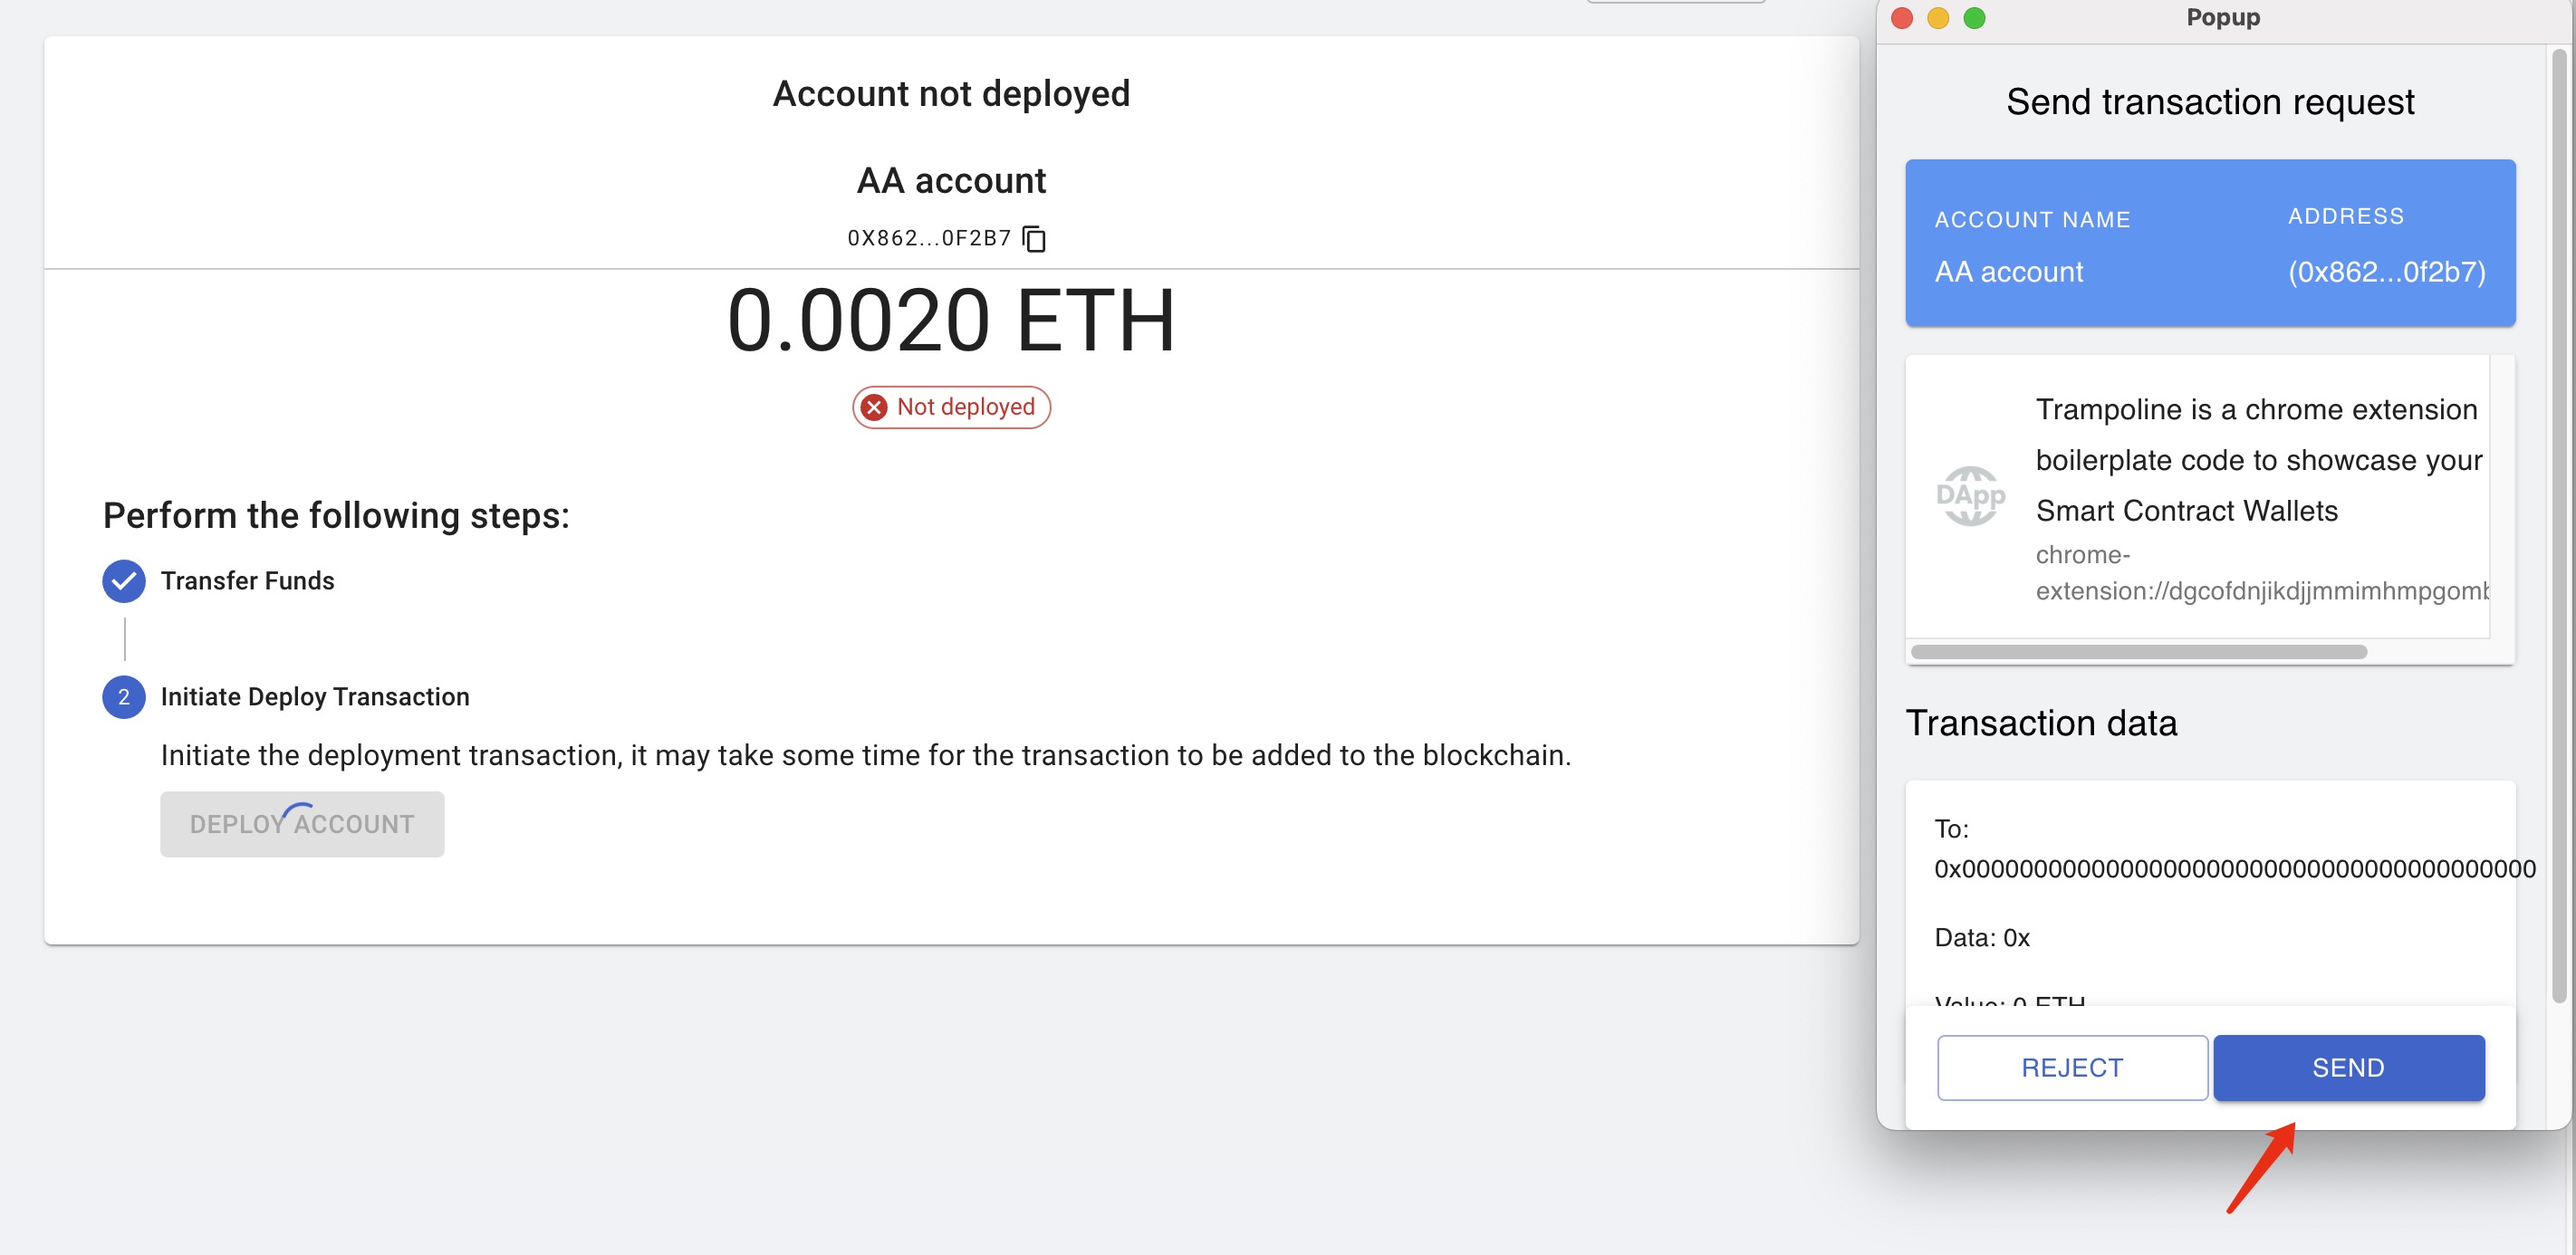 Account not deployed
AA account
0X862...0F2B7
0.0020 ETH
Not deployed
Perform the following steps:
Transfer Funds
2 Initiate Deploy Transaction
Initiate the deployment transaction, it may take some time for the transaction to be added to the blockchain.
DEPLOY ACCOUNT
Popup
Send transaction request
ACCOUNT NAME
ADDRESS
AA account
(0x862...0f2b7)
DApp
Trampoline is a chrome extension
boilerplate code to showcase your
Smart Contract Wallets
chrome-
extension://dgcofdnjikdjjmmimhmpgomb
Transaction data
To:
0x0000000000000000000000000000000000000000
Data: 0x
Value: 0 ETH
REJECT
SEND